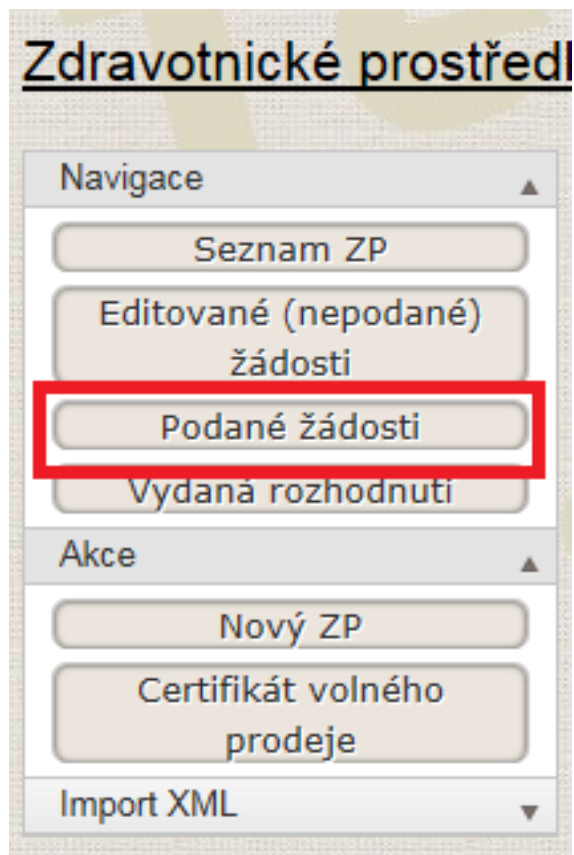 Zdravotnické prostřed
Navigace
Seznam ZP
Editované (nepodané)
žádosti
Podané žádosti
Vydaná rozhodnutí
Akce
Nový ZP
Certifikát volného
prodeje
Import XML